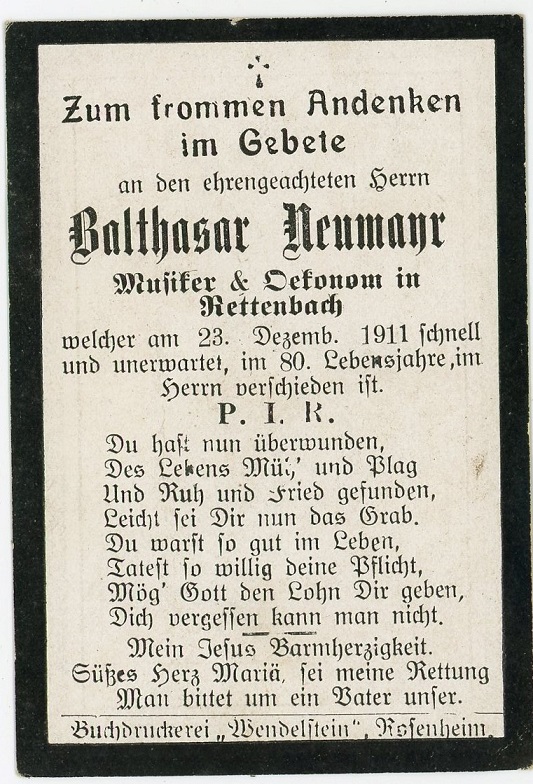 Zum frommen Andenken
im Gebete
an den ehrengeachteten Herrn
Balthasar Neumayr
Musiker & Oekonom in
Rettenbach
welcher am 23. Dezemb. 1911 schnell
und unerwartet, im 80. Lebensjahre, im
Herrn verschieden ist.
P. I. R.
Du hast nun überwunden,
Des Lebens Müh' und Plag
Und Ruh und Fried gefunden,
Leicht sei Dir nun das Grab.
Du warst so gut im Leben,
Tatest so willig deine Pflicht,
Mög' Gott den Lohn Dir geben,
Dich vergessen kann man nicht.
Mein Jesus Barmherzigkeit.
Süßes Herz Mariä, sei meine Rettung
Man bittet um ein Vater unser.
Buchdruckerei „Wendelstein“, Rosenheim.